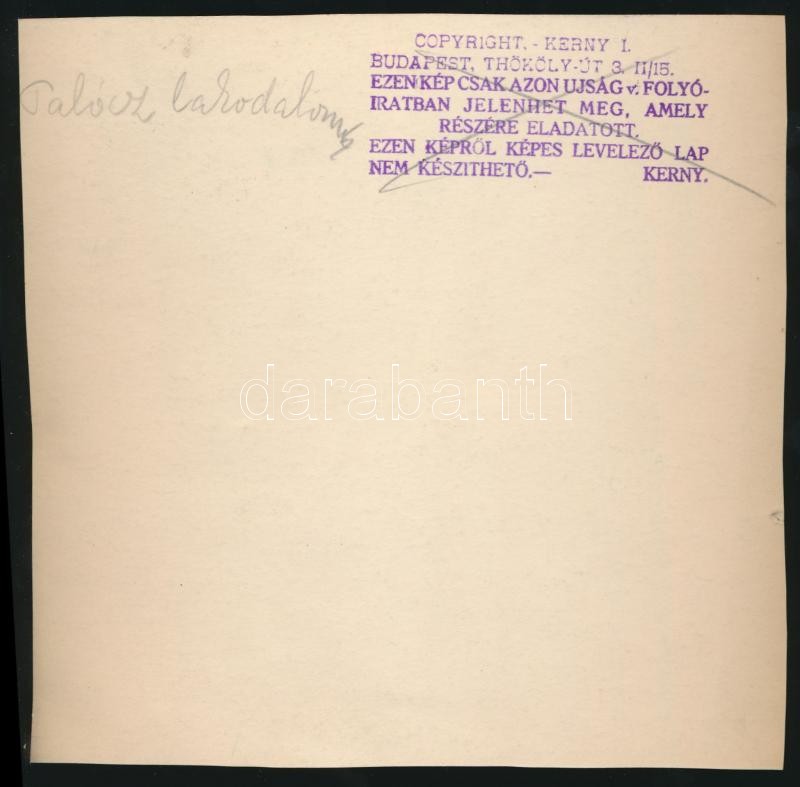 COPYRIGHT. - KERNY I.
BUDAPEST, THÖKÖLY-ÚT 3. II/15.
EZEN KÉP CSAK AZON UJSÁG v. FOLYÓ-
IRATBAN JELENHET MEG, AMELY
RÉSZÉRE ELADATOTT.
EZEN KÉPRŐL KÉPES LEVELEZŐ LAP
NEM KÉSZITHETŐ.— KERNY.
Palócz lakodalom
darabanth